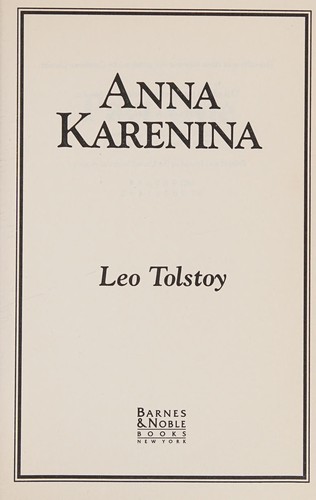 ANNA
KARENINA
Leo Tolstoy
BARNES
& NOBLE
BOOKS
NEW YORK